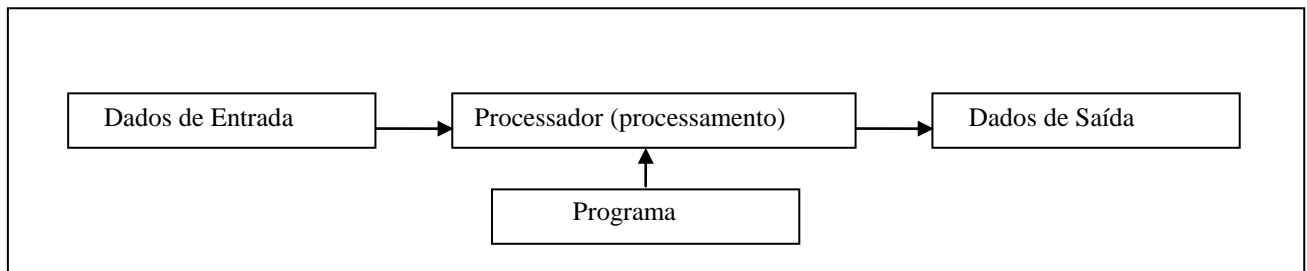 Dados de Entrada
Processador (processamento)
Dados de Saída
Programa